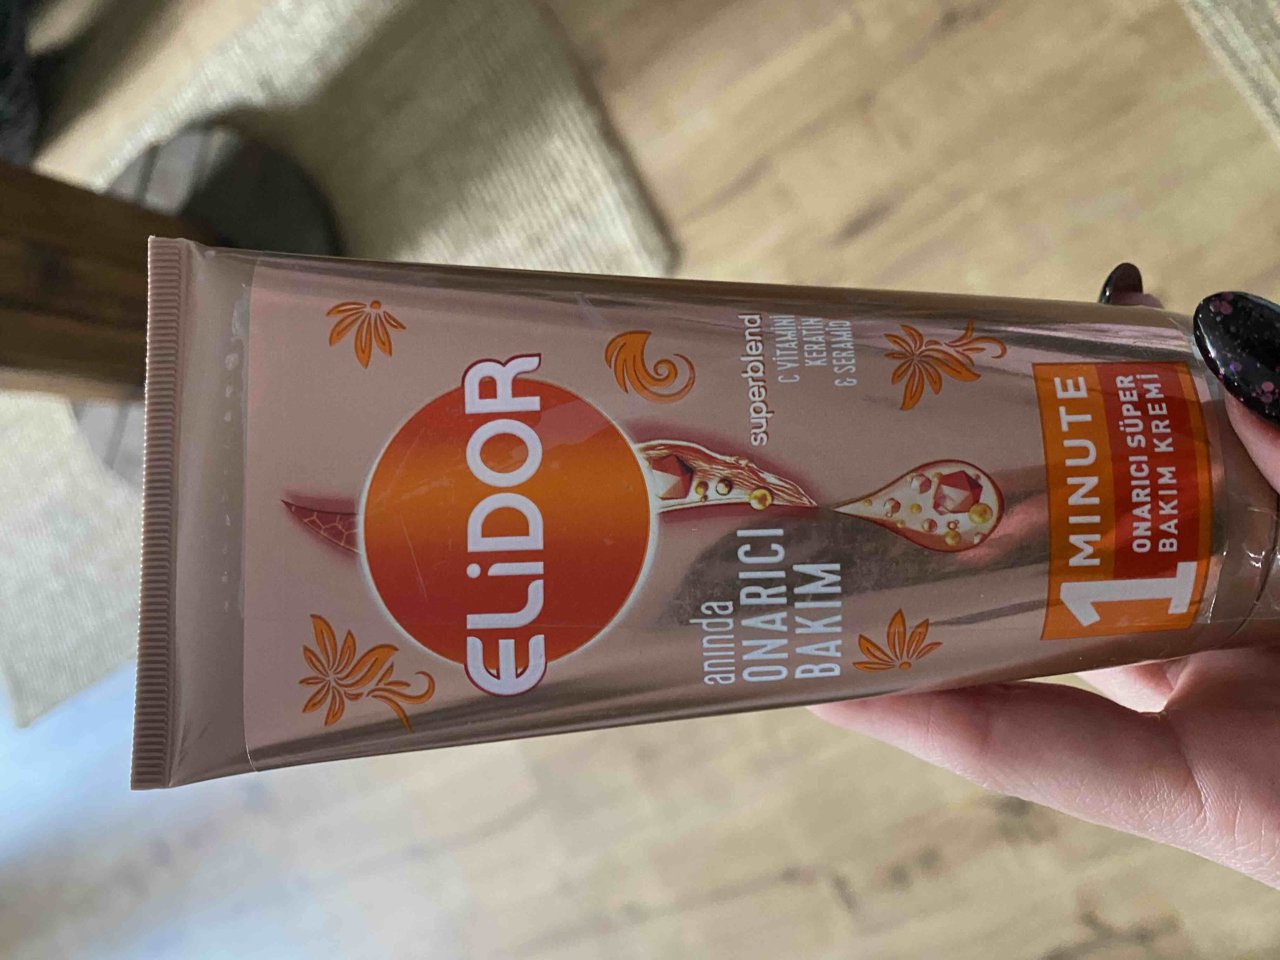 ELiDOR
anında
ONARICI
BAKIM
superblend
C VİTAMİNİ
KERATİN
& SERAMİD
1 MINUTE
ONARICI SÜPER
BAKIM KREMİ